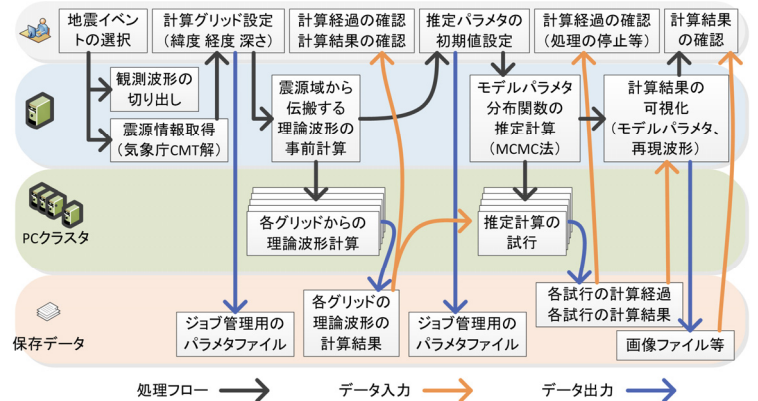 地震イベント
の選択
計算グリッド設定
(緯度 経度 深さ)
計算経過の確認
計算結果の確認
推定パラメタの
初期値設定
計算経過の確認
(処理の停止等)
計算結果
の確認
観測波形の
切り出し
震源情報取得
(気象庁CMT解)
震源域から
伝搬する
理論波形の
事前計算
モデルパラメタ
分布関数の
推定計算
(MCMC法)
計算結果の
可視化
(モデルパラメタ、
再現波形)
PCクラスタ
各グリッドからの
理論波形計算
推定計算の
試行
保存データ
ジョブ管理用の
パラメタファイル
各グリッドの
理論波形の
計算結果
ジョブ管理用の
パラメタファイル
各試行の計算経過
各試行の計算結果
画像ファイル等
処理フロー
データ入力
データ出力